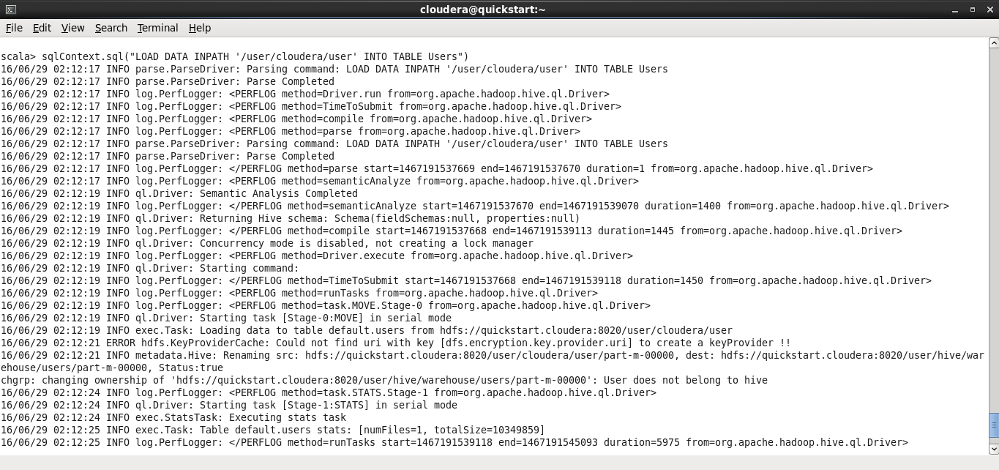 cloudera@quickstart:~
File Edit View Search Terminal Help
scala> sqlContext.sql("LOAD DATA INPATH '/user/cloudera/user' INTO TABLE Users")
16/06/29 02:12:17 INFO parse.ParseDriver: Parsing command: LOAD DATA INPATH '/user/cloudera/user' INTO TABLE Users
16/06/29 02:12:17 INFO parse.ParseDriver: Parse Completed
16/06/29 02:12:17 INFO log.PerfLogger: <PERFLOG method=Driver.run from=org.apache.hadoop.hive.ql.Driver>
16/06/29 02:12:17 INFO log.PerfLogger: <PERFLOG method=TimeToSubmit from=org.apache.hadoop.hive.ql.Driver>
16/06/29 02:12:17 INFO log.PerfLogger: <PERFLOG method=compile from=org.apache.hadoop.hive.ql.Driver>
16/06/29 02:12:17 INFO log.PerfLogger: <PERFLOG method=parse from=org.apache.hadoop.hive.ql.Driver>
16/06/29 02:12:17 INFO parse.ParseDriver: Parsing command: LOAD DATA INPATH '/user/cloudera/user' INTO TABLE Users
16/06/29 02:12:17 INFO parse.ParseDriver: Parse Completed
16/06/29 02:12:17 INFO log.PerfLogger: </PERFLOG method=parse start=1467191537669 end=1467191537670 duration=1 from=org.apache.hadoop.hive.ql.Driver>
16/06/29 02:12:17 INFO log.PerfLogger: <PERFLOG method=semanticAnalyze from=org.apache.hadoop.hive.ql.Driver>
16/06/29 02:12:19 INFO ql.Driver: Semantic Analysis Completed
16/06/29 02:12:19 INFO log.PerfLogger: </PERFLOG method=semanticAnalyze start=1467191537670 end=1467191539070 duration=1400 from=org.apache.hadoop.hive.ql.Driver>
16/06/29 02:12:19 INFO ql.Driver: Returning Hive schema: Schema(fieldSchemas:null, properties:null)
16/06/29 02:12:19 INFO log.PerfLogger: </PERFLOG method=compile start=1467191537668 end=1467191539113 duration=1445 from=org.apache.hadoop.hive.ql.Driver>
16/06/29 02:12:19 INFO ql.Driver: Concurrency mode is disabled, not creating a lock manager
16/06/29 02:12:19 INFO log.PerfLogger: <PERFLOG method=Driver.execute from=org.apache.hadoop.hive.ql.Driver>
16/06/29 02:12:19 INFO ql.Driver: Starting command:
16/06/29 02:12:19 INFO log.PerfLogger: </PERFLOG method=TimeToSubmit start=1467191537668 end=1467191539118 duration=1450 from=org.apache.hadoop.hive.ql.Driver>
16/06/29 02:12:19 INFO log.PerfLogger: <PERFLOG method=runTasks from=org.apache.hadoop.hive.ql.Driver>
16/06/29 02:12:19 INFO log.PerfLogger: <PERFLOG method=task.MOVE.Stage-0 from=org.apache.hadoop.hive.ql.Driver>
16/06/29 02:12:19 INFO ql.Driver: Starting task [Stage-0:MOVE] in serial mode
16/06/29 02:12:19 INFO exec.Task: Loading data to table default.users from hdfs://quickstart.cloudera:8020/user/cloudera/user
16/06/29 02:12:21 ERROR hdfs.KeyProviderCache: Could not find uri with key [dfs.encryption.key.provider.uri] to create a keyProvider !!
16/06/29 02:12:21 INFO metadata.Hive: Renaming src: hdfs://quickstart.cloudera:8020/user/cloudera/user/part-m-00000, dest: hdfs://quickstart.cloudera:8020/user/hive/war
ehouse/users/part-m-00000, Status:true
chgrp: changing ownership of 'hdfs://quickstart.cloudera:8020/user/hive/warehouse/users/part-m-00000': User does not belong to hive
16/06/29 02:12:24 INFO log.PerfLogger: <PERFLOG method=task.STATS.Stage-1 from=org.apache.hadoop.hive.ql.Driver>
16/06/29 02:12:24 INFO ql.Driver: Starting task [Stage-1:STATS] in serial mode
16/06/29 02:12:24 INFO exec.StatsTask: Executing stats task
16/06/29 02:12:25 INFO exec.Task: Table default.users stats: [numFiles=1, totalSize=10349859]
16/06/29 02:12:25 INFO log.PerfLogger: </PERFLOG method=runTasks start=1467191539118 end=1467191545093 duration=5975 from=org.apache.hadoop.hive.ql.Driver>